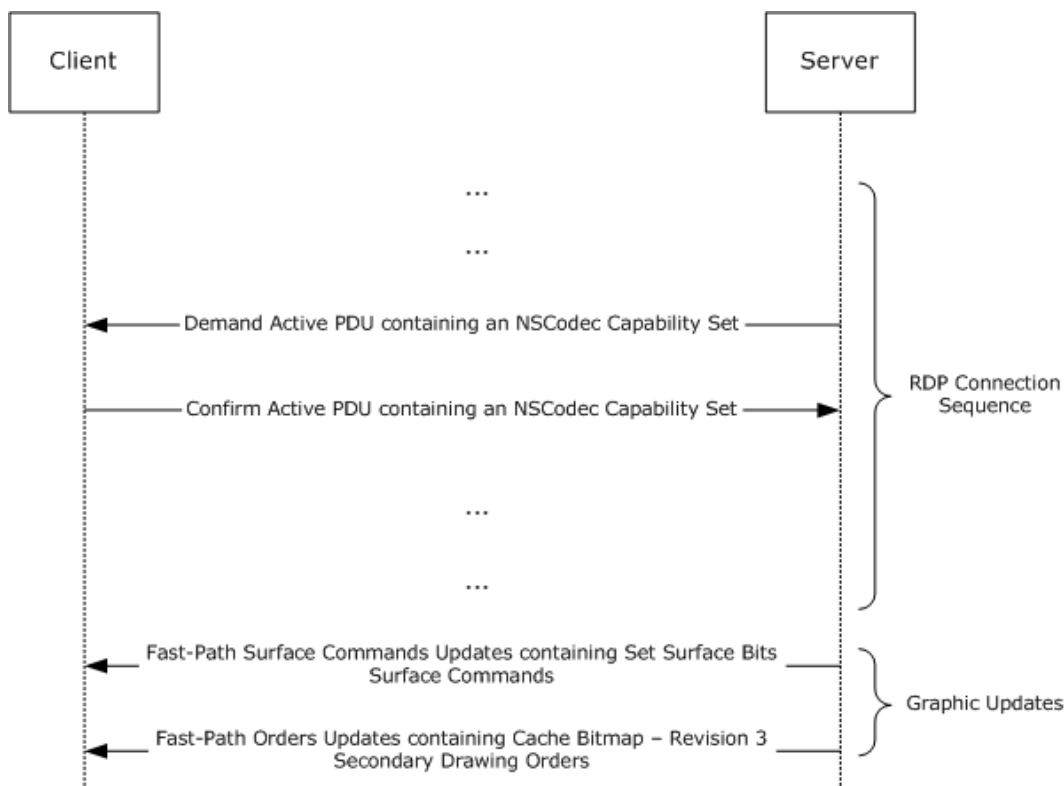 Client
Server
...
...
Demand Active PDU containing an NSCodec Capability Set
Confirm Active PDU containing an NSCodec Capability Set
RDP Connection
Sequence
...
...
Fast-Path Surface Commands Updates containing Set Surface Bits
Surface Commands
Graphic Updates
Fast-Path Orders Updates containing Cache Bitmap – Revision 3
Secondary Drawing Orders